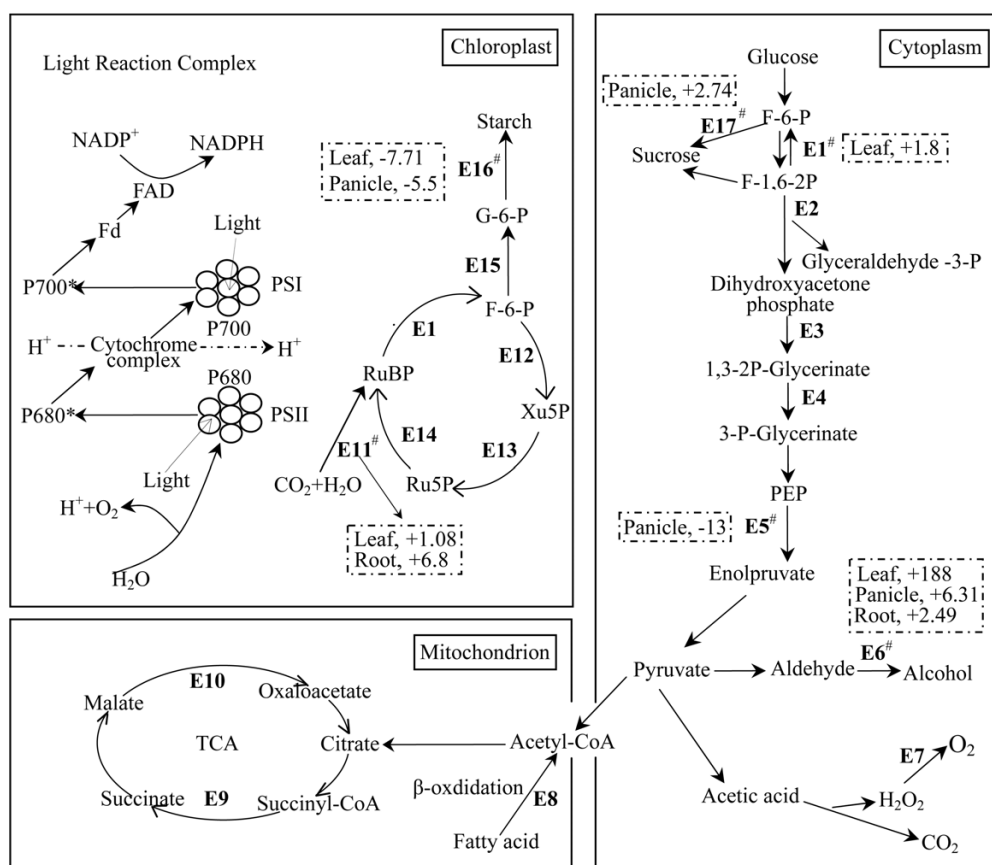 Chloroplast
Light Reaction Complex
NADP+
NADPH
FAD
Fd
Light
P700*
PSI
P700
H+
Cytochrome
complex
H+
P680
P680*
PSII
Light
H++O2
H2O
Starch
Leaf, -7.71
Panicle, -5.5
E16#
G-6-P
E15
F-6-P
E1
E12
RuBP
Xu5P
E14
E13
E11#
CO2+H2O
Ru5P
Leaf, +1.08
Root, +6.8
Cytoplasm
Glucose
Panicle, +2.74
F-6-P
E17#
E1#
Leaf, +1.8
Sucrose
F-1,6-2P
E2
Glyceraldehyde -3-P
Dihydroxyacetone
phosphate
E3
1,3-2P-Glycerinate
E4
3-P-Glycerinate
PEP
Panicle, -13
E5#
Enolpruvate
Leaf, +188
Panicle, +6.31
Root, +2.49
Pyruvate
Aldehyde
E6#
Alcohol
E7
O2
Acetic acid
H2O2
CO2
Mitochondrion
E10
Malate
Oxaloacetate
TCA
Citrate
Acetyl-CoA
Succinate
E9
Succinyl-CoA
β-oxdidation
E8
Fatty acid